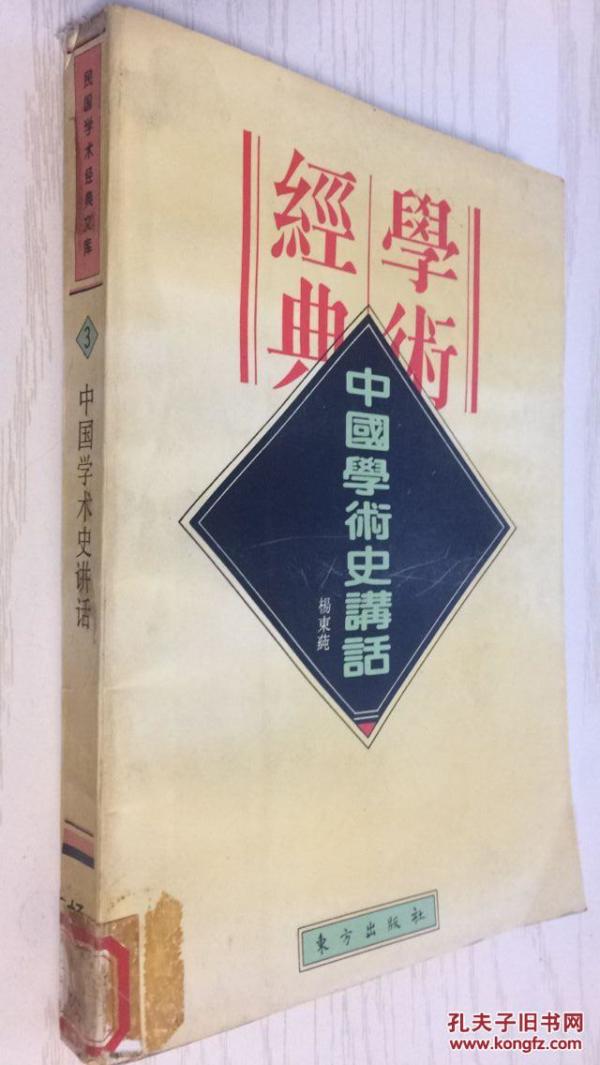 民国学术经典文库
3
中国学术史讲话
學術
經典
中國學術史講話
楊東蒓
東方出版社
孔夫子旧书网
www.kongfz.com